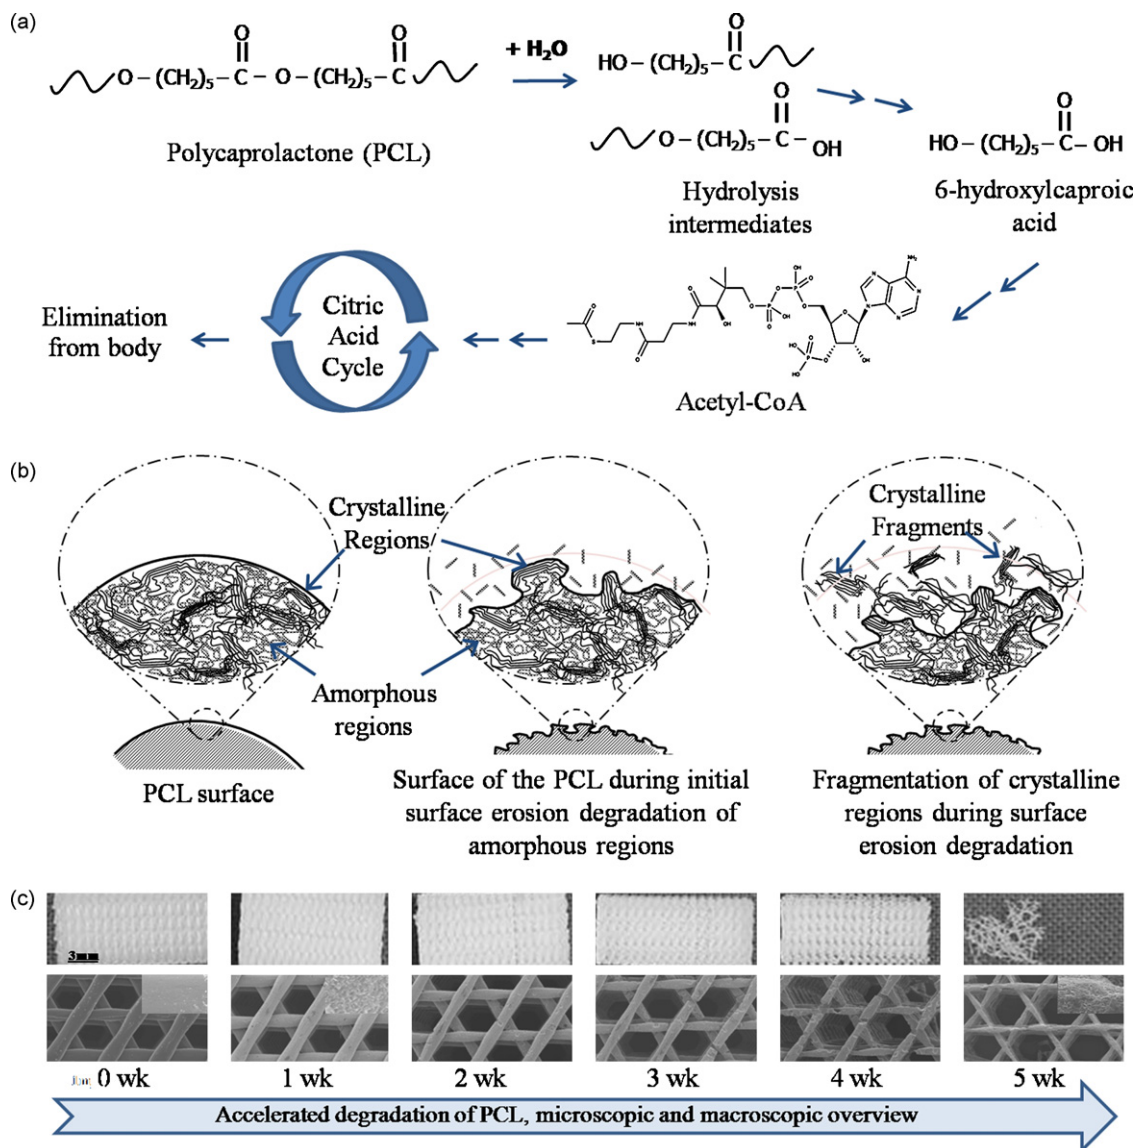 (a)
O
O
+ H₂O
O
O – (CH₂)₅ – C – O – (CH₂)₅ – C
HO – (CH₂)₅ – C
Polycaprolactone (PCL)
O
O – (CH₂)₅ – C – OH
O
HO – (CH₂)₅ – C – OH
Hydrolysis
intermediates
6-hydroxylcaproic
acid
Elimination
from body
Citric
Acid
Cycle
Acetyl-CoA
(b)
Crystalline
Regions
Crystalline
Fragments
Amorphous
regions
PCL surface
Surface of the PCL during initial
surface erosion degradation of
amorphous regions
Fragmentation of crystalline
regions during surface
erosion degradation
(c)
3mm
0 wk
1 wk
2 wk
3 wk
4 wk
5 wk
Accelerated degradation of PCL, microscopic and macroscopic overview